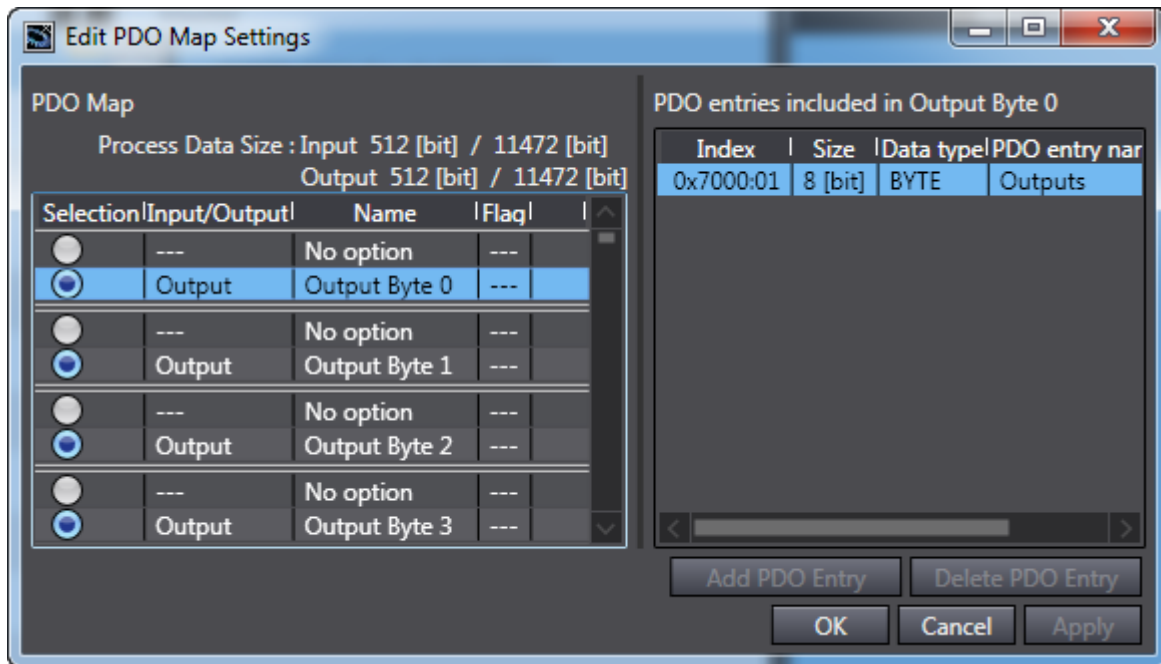 Edit PDO Map Settings
PDO Map
Process Data Size : Input 512 [bit] / 11472 [bit]
Output 512 [bit] / 11472 [bit]
Selection Input/Output Name Flag
--- No option ---
Output Output Byte 0 ---
--- No option ---
Output Output Byte 1 ---
--- No option ---
Output Output Byte 2 ---
--- No option ---
Output Output Byte 3 ---
PDO entries included in Output Byte 0
Index Size Data type PDO entry nar
0x7000:01 8 [bit] BYTE Outputs
Add PDO Entry Delete PDO Entry
OK Cancel Apply